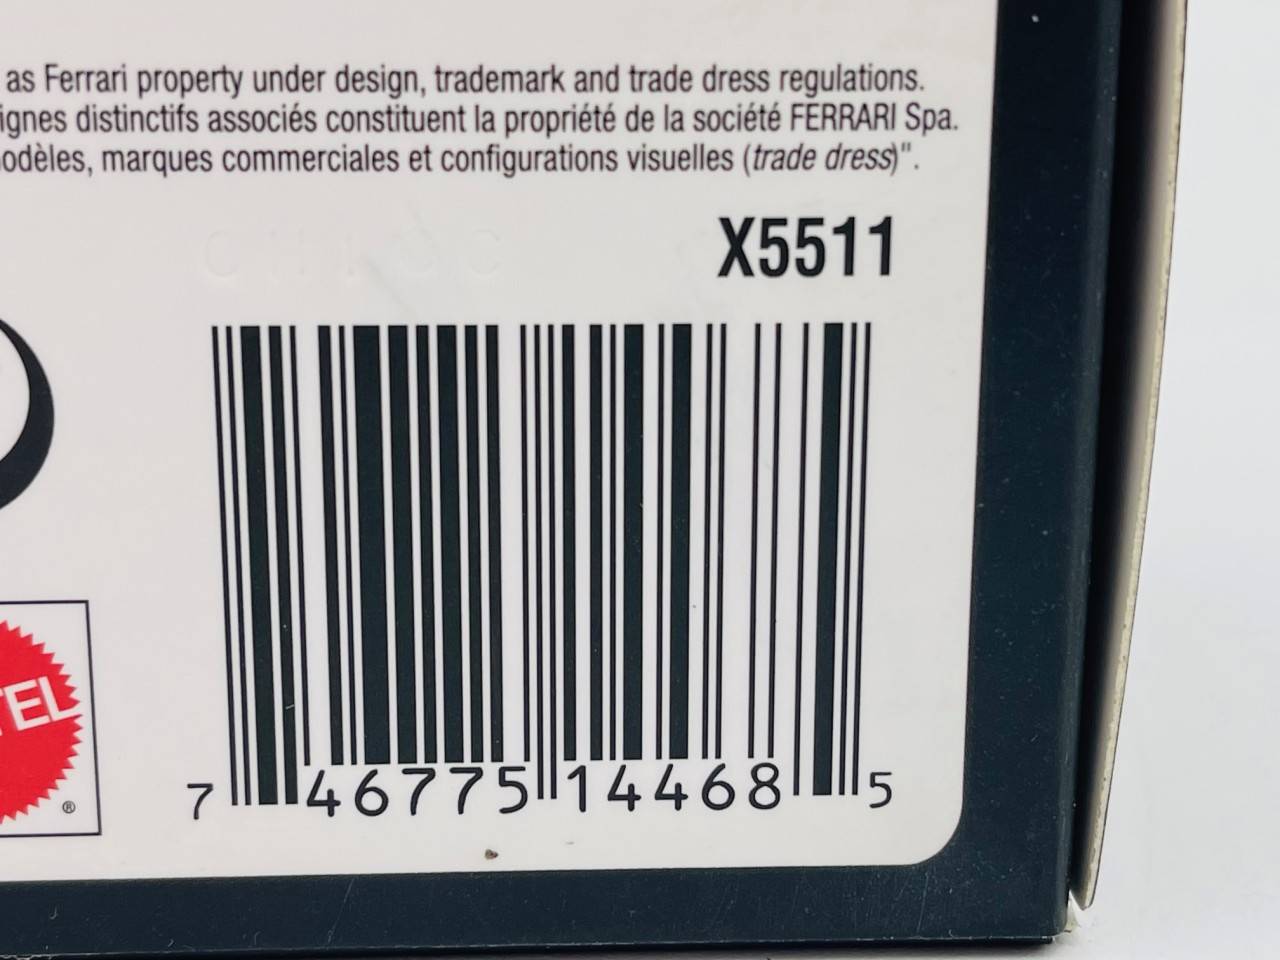 as Ferrari property under design, trademark and trade dress regulations.
ignes distinctifs associés constituent la propriété de la société FERRARI Spa.
odèles, marques commerciales et configurations visuelles (trade dress)".
X5511
TEL
®
7 46775 14468 5